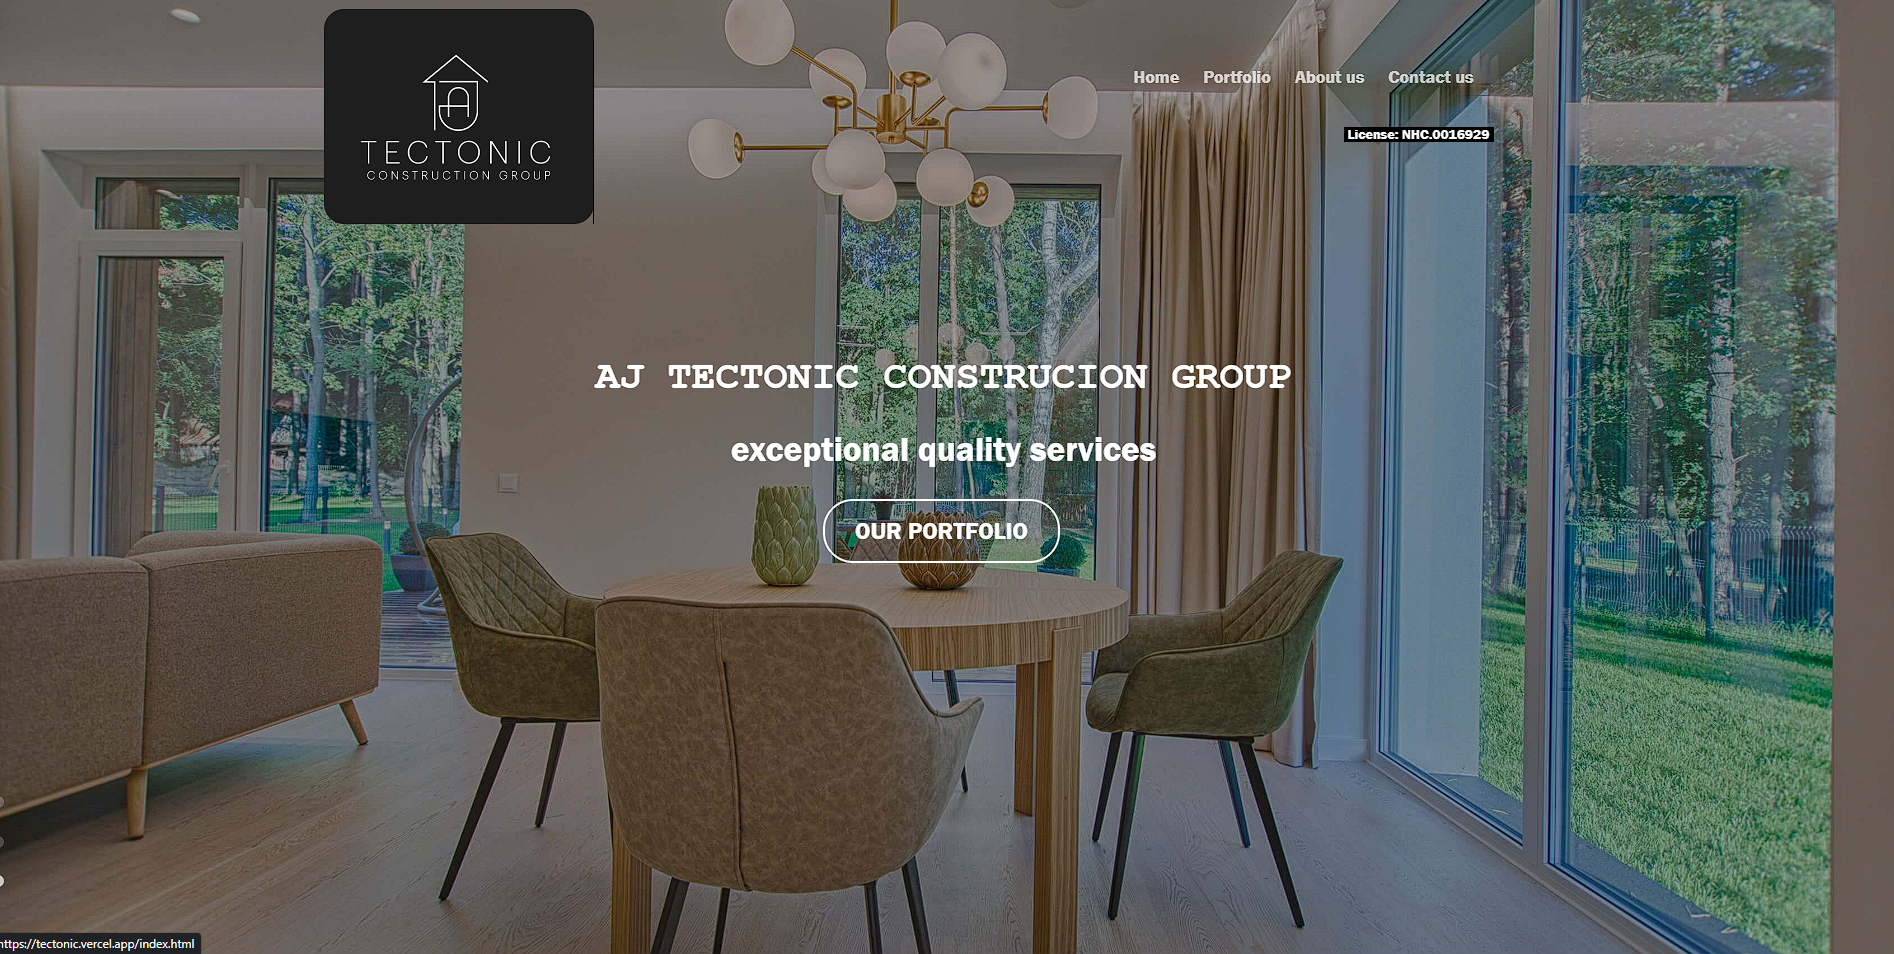 TECTONIC
CONSTRUCTION GROUP
Home Portfolio About us Contact us
License: NHC.0016929
AJ TECTONIC CONSTRUCION GROUP
exceptional quality services
OUR PORTFOLIO
https://tectonic.vercel.app/index.html